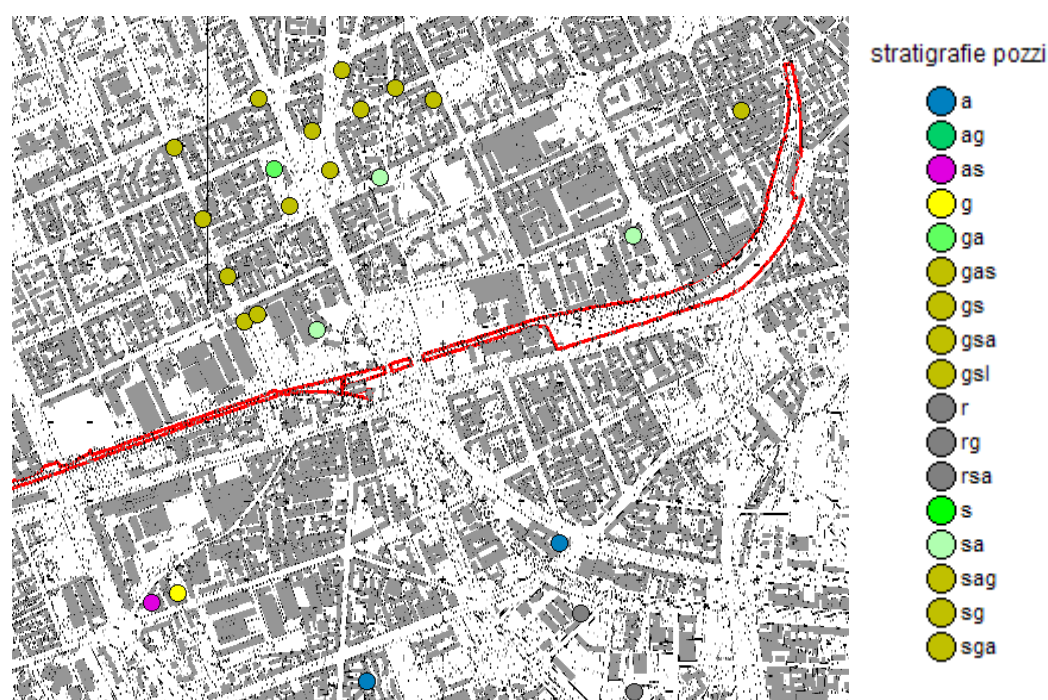 stratigrafie pozzi
a
ag
as
g
ga
gas
gs
gsa
gsl
r
rg
rsa
s
sa
sag
sg
sga